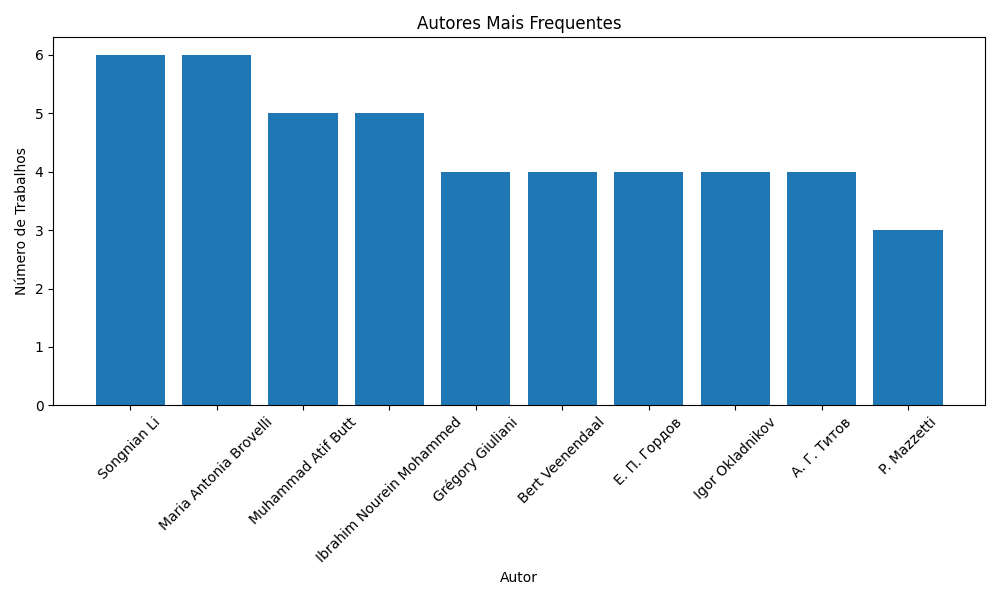 Autores Mais Frequentes
Número de Trabalhos
6
5
4
3
2
1
0
Songnian Li
Maria Antonia Brovelli
Muhammad Atif Butt
Ibrahim Nourein Mohammed
Grégory Giuliani
Bert Veenendaal
Е. П. Гордов
Igor Okladnikov
А. Г. Титов
P. Mazzetti
Autor